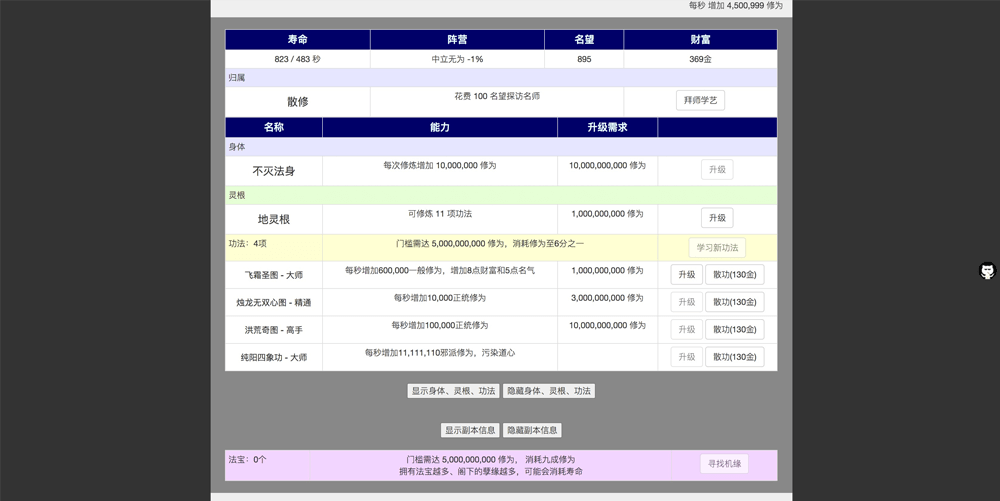 每秒 增加 4,500,999 修为
寿命 阵营 名望 财富
823 / 483 秒 中立无为 -1% 895 369金
归属
散修 花费 100 名望探访名师 拜师学艺
名称 能力 升级需求
身体
不灭法身 每次修炼增加 10,000,000 修为 10,000,000,000 修为 升级
灵根
地灵根 可修炼 11 项功法 1,000,000,000 修为 升级
功法：4项 门槛需达 5,000,000,000 修为，消耗修为至6分之一 学习新功法
飞霜圣图 - 大师 每秒增加600,000一般修为，增加8点财富和5点名气 1,000,000,000 修为 升级 散功(130金)
烛龙无双心图 - 精通 每秒增加10,000正统修为 3,000,000,000 修为 升级 散功(130金)
洪荒奇图 - 高手 每秒增加100,000正统修为 10,000,000,000 修为 升级 散功(130金)
纯阳四象功 - 大师 每秒增加11,111,110邪派修为，污染道心 升级 散功(130金)
显示身体、灵根、功法 隐藏身体、灵根、功法
显示副本信息 隐藏副本信息
法宝：0个 门槛需达 5,000,000,000 修为， 消耗九成修为 寻找机缘
拥有法宝越多、阁下的孽缘越多，可能会消耗寿命